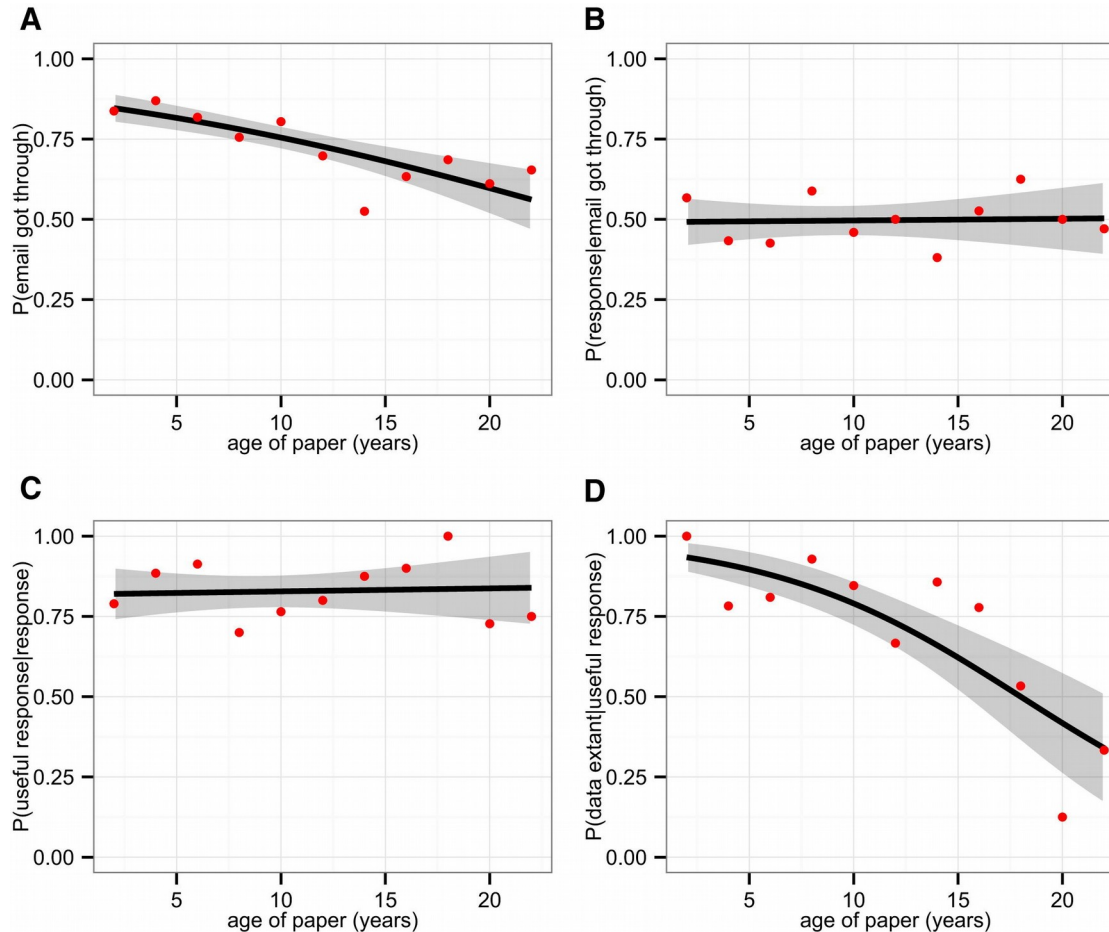 A
P(email got through)
1.00
0.75
0.50
0.25
0.00
5 10 15 20
age of paper (years)
B
P(response|email got through)
1.00
0.75
0.50
0.25
0.00
5 10 15 20
age of paper (years)
C
P(useful response|response)
1.00
0.75
0.50
0.25
0.00
5 10 15 20
age of paper (years)
D
P(data extant|useful response)
1.00
0.75
0.50
0.25
0.00
5 10 15 20
age of paper (years)